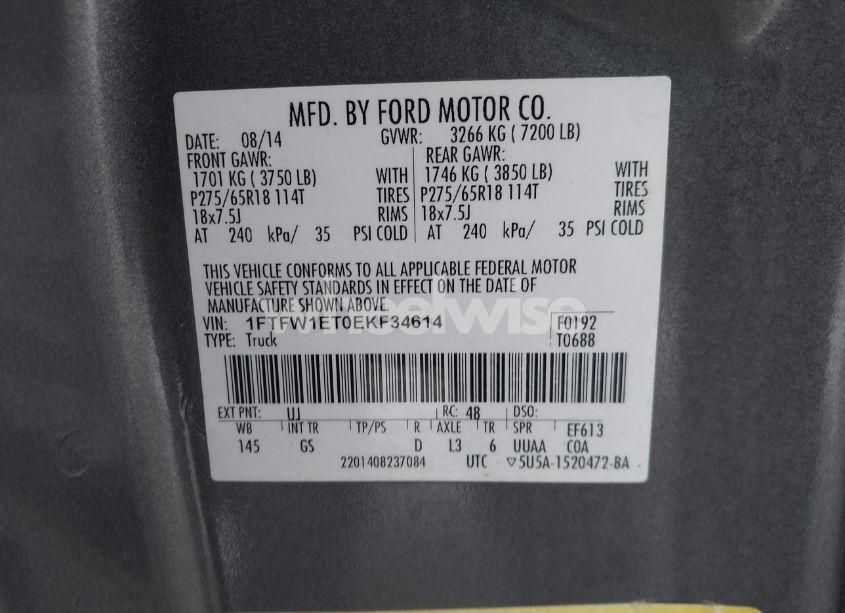 MFD. BY FORD MOTOR CO.
DATE: 08/14 GVWR: 3266 KG ( 7200 LB)
FRONT GAWR: REAR GAWR:
1701 KG ( 3750 LB) WITH 1746 KG ( 3850 LB) WITH
P275/65R18 114T TIRES P275/65R18 114T TIRES
18x7.5J RIMS 18x7.5J RIMS
AT 240 kPa/ 35 PSI COLD AT 240 kPa/ 35 PSI COLD
THIS VEHICLE CONFORMS TO ALL APPLICABLE FEDERAL MOTOR
VEHICLE SAFETY STANDARDS IN EFFECT ON THE DATE OF
MANUFACTURE SHOWN ABOVE.
wheelwise
VIN: 1FTFW1ET0EKF34614 F0192
TYPE: Truck T0688
EXT PNT: UJ RC: 48 DSO:
WB INT TR TP/PS R AXLE TR SPR EF613
145 GS D L3 6 UUAA COA
2201408237084 UTC ▽5U5A-1520472-BA